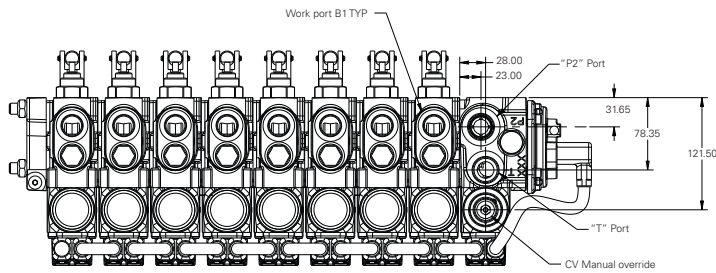 Work port B1 TYP
28.00
23.00
"P2" Port
31.65
78.35
121.50
P2
T
"T" Port
CV Manual override